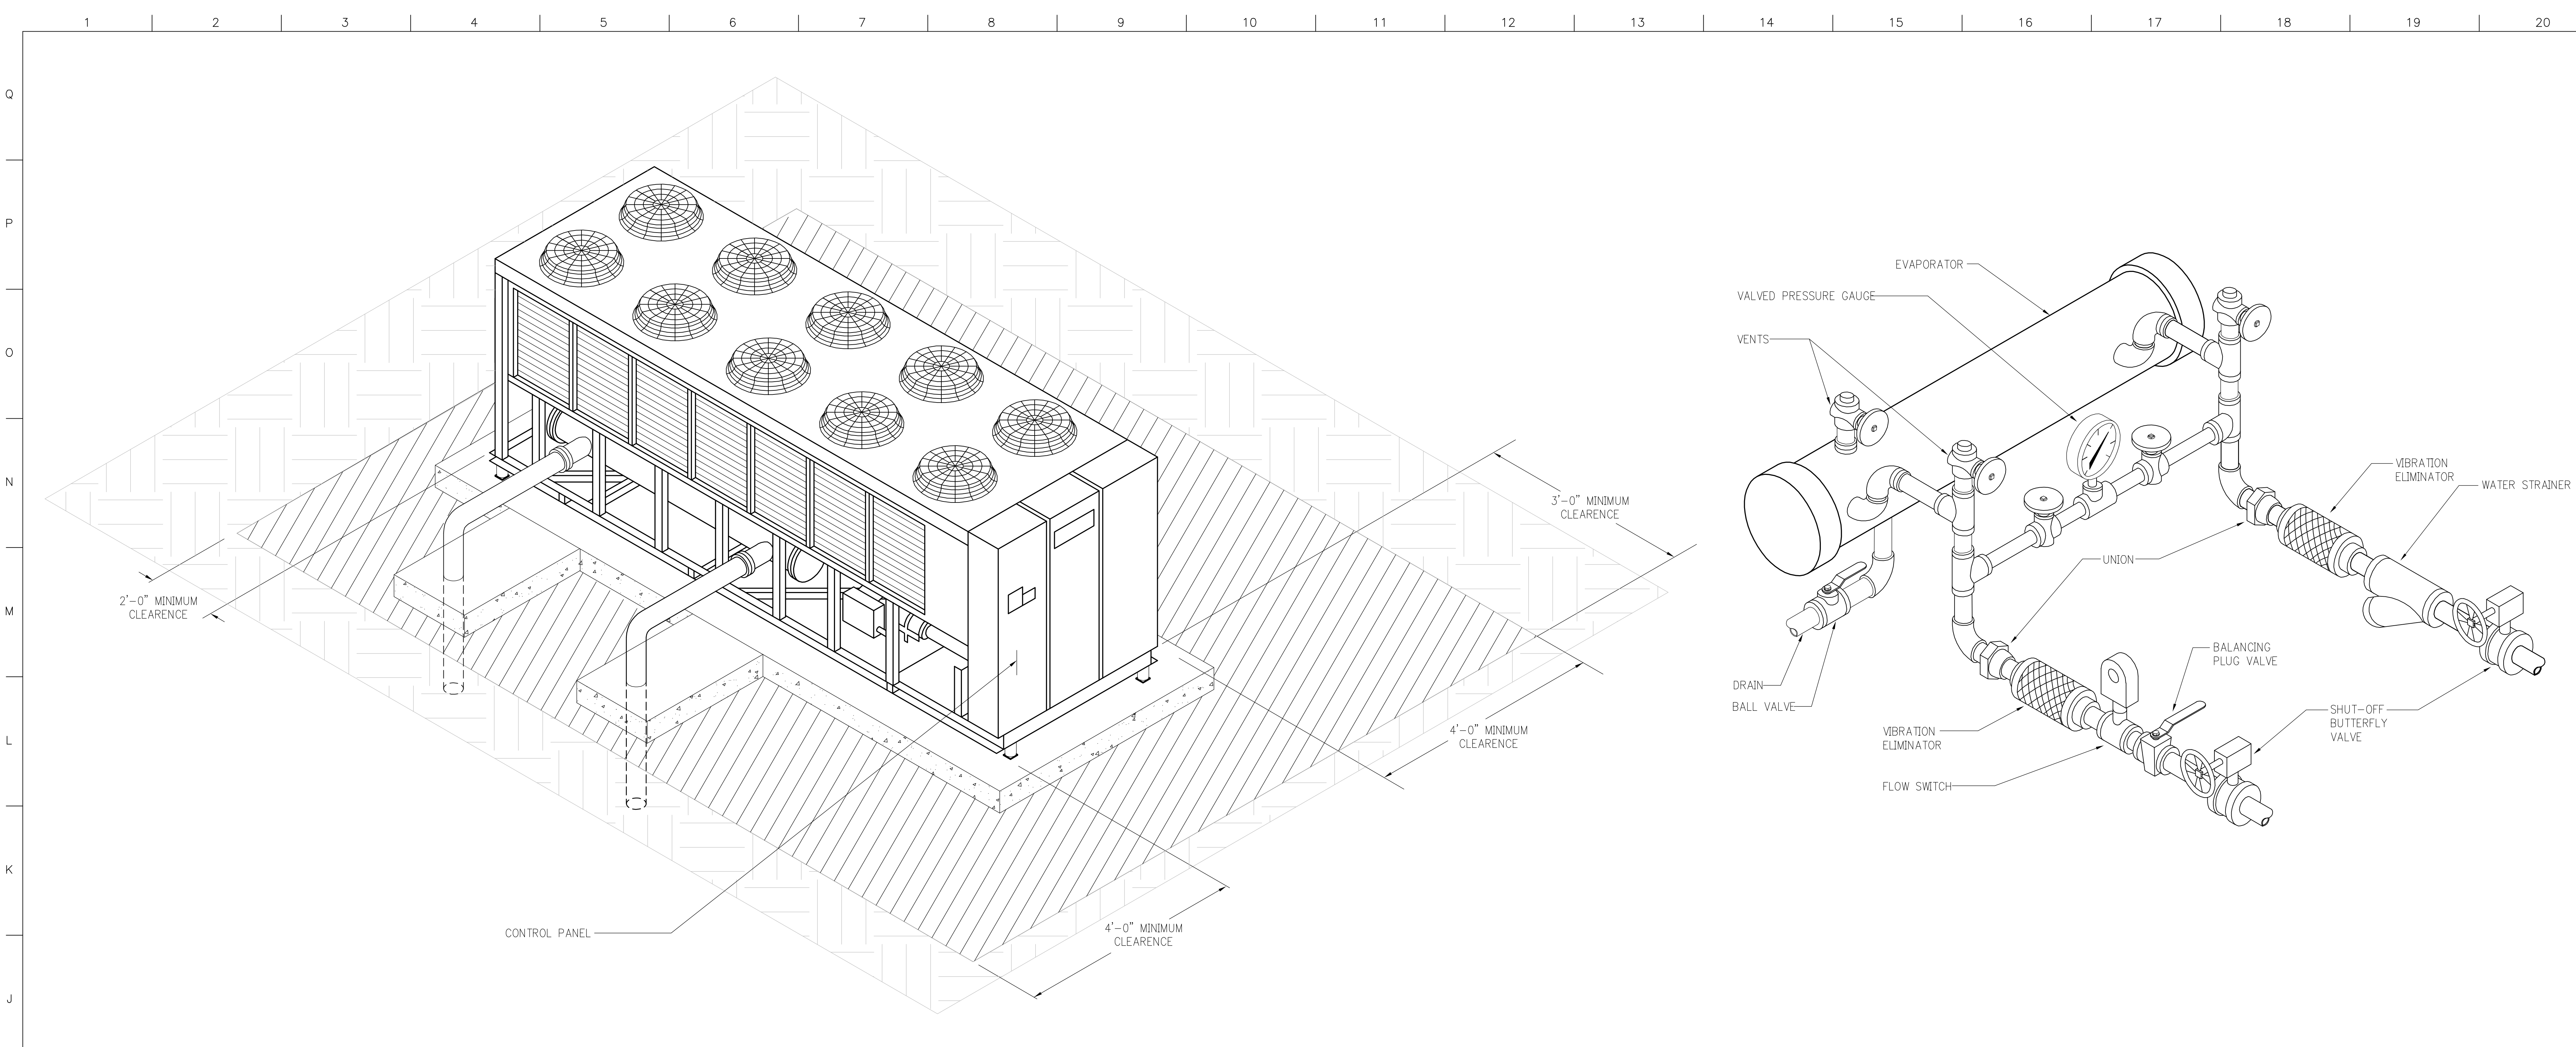 1 2 3 4 5 6 7 8 9 10 11 12 13 14 15 16 17 18 19 20
Q
P
O
N
M
L
K
J
2'-0" MINIMUM
CLEARENCE
3'-0" MINIMUM
CLEARENCE
4'-0" MINIMUM
CLEARENCE
4'-0" MINIMUM
CLEARENCE
CONTROL PANEL
EVAPORATOR
VALVED PRESSURE GAUGE
VENTS
VIBRATION
ELIMINATOR
WATER STRAINER
UNION
BALANCING
PLUG VALVE
DRAIN
BALL VALVE
VIBRATION
ELIMINATOR
FLOW SWITCH
SHUT-OFF
BUTTERFLY
VALVE